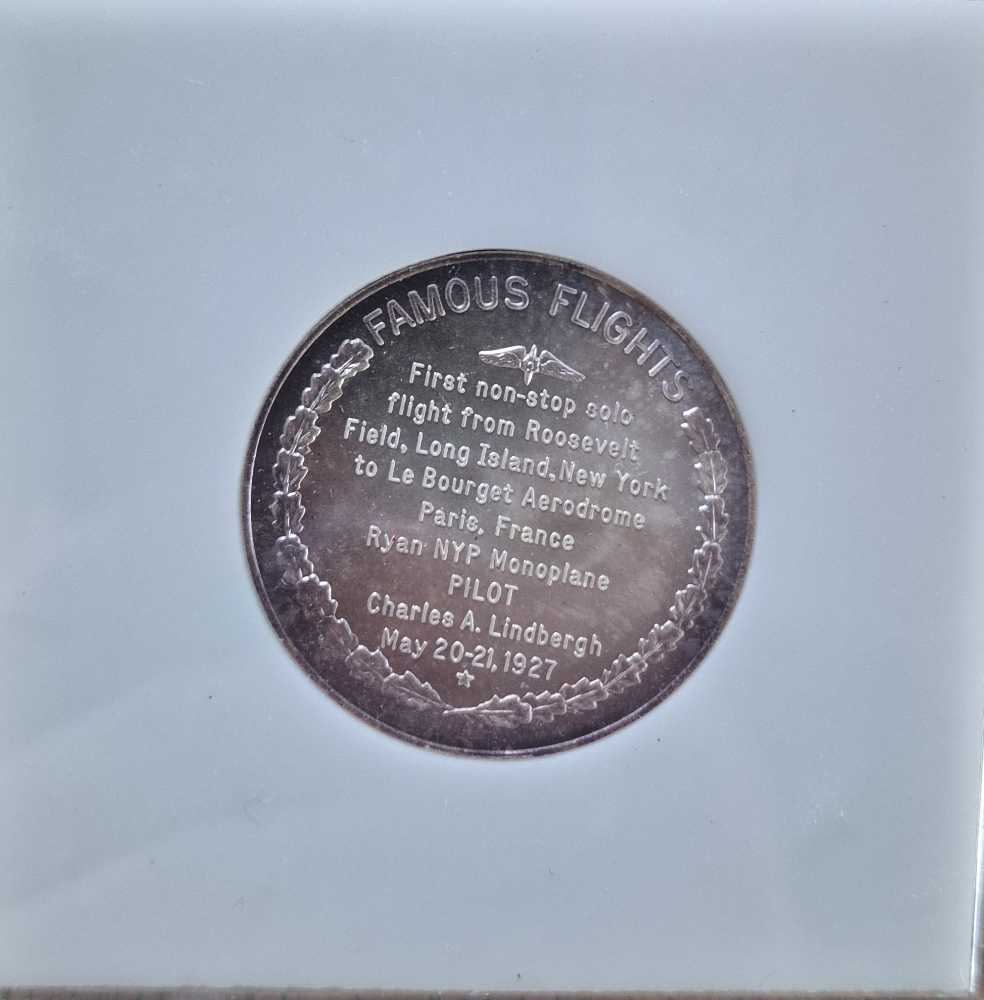 FAMOUS FLIGHTS
First non-stop solo
flight from Roosevelt
Field, Long Island, New York
to Le Bourget Aerodrome
Paris, France
Ryan NYP Monoplane
PILOT
Charles A. Lindbergh
May 20-21, 1927